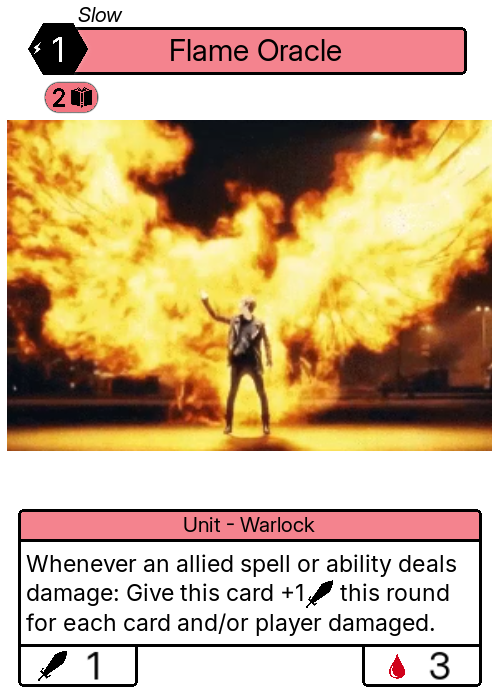 Slow
1
Flame Oracle
2
Unit - Warlock
Whenever an allied spell or ability deals
damage: Give this card +1 this round
for each card and/or player damaged.
1
3